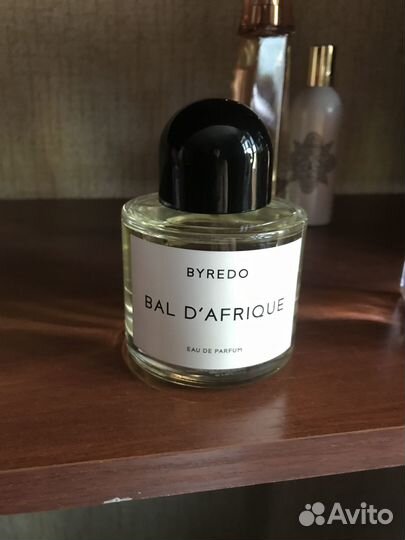 BYREDO
BAL D'AFRIQUE
EAU DE PARFUM
Avito